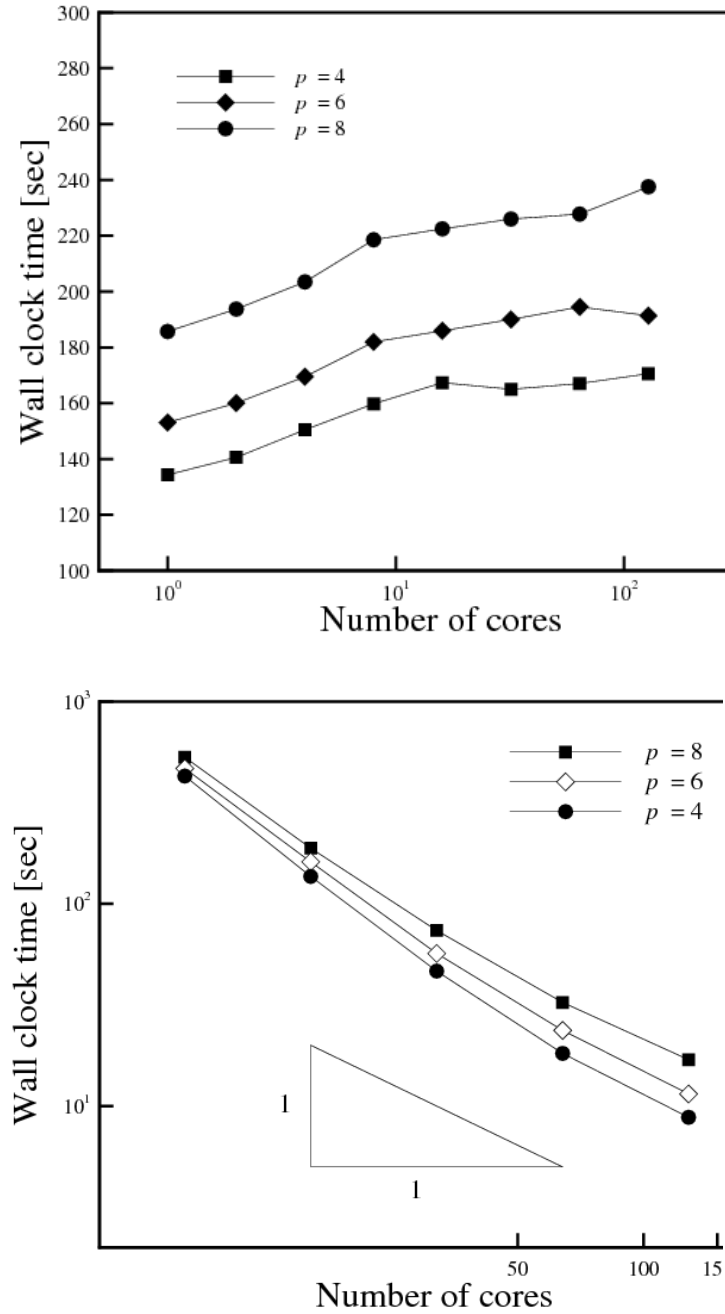 300
280
260
240
220
200
180
160
140
120
100
Wall clock time [sec]
p = 4
p = 6
p = 8
10⁰
10¹
10²
Number of cores
10³
10²
10¹
Wall clock time [sec]
p = 8
p = 6
p = 4
1
1
50
100
15
Number of cores